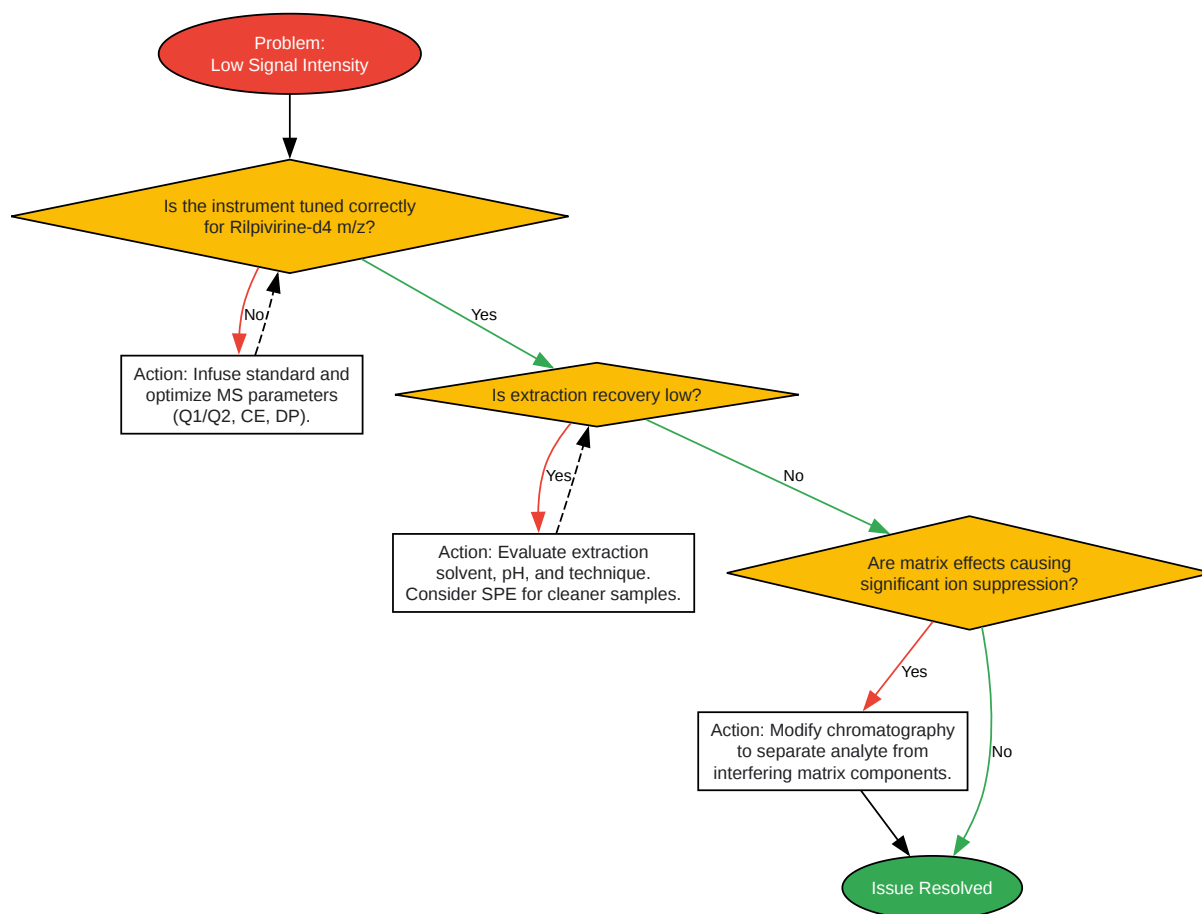 Problem:
Low Signal Intensity
Is the instrument tuned correctly
for Rilpivirine-d4 m/z?
No
Yes
Action: Infuse standard and
optimize MS parameters
(Q1/Q2, CE, DP).
Is extraction recovery low?
Yes
No
Action: Evaluate extraction
solvent, pH, and technique.
Consider SPE for cleaner samples.
Are matrix effects causing
significant ion suppression?
Yes
No
Action: Modify chromatography
to separate analyte from
interfering matrix components.
Issue Resolved